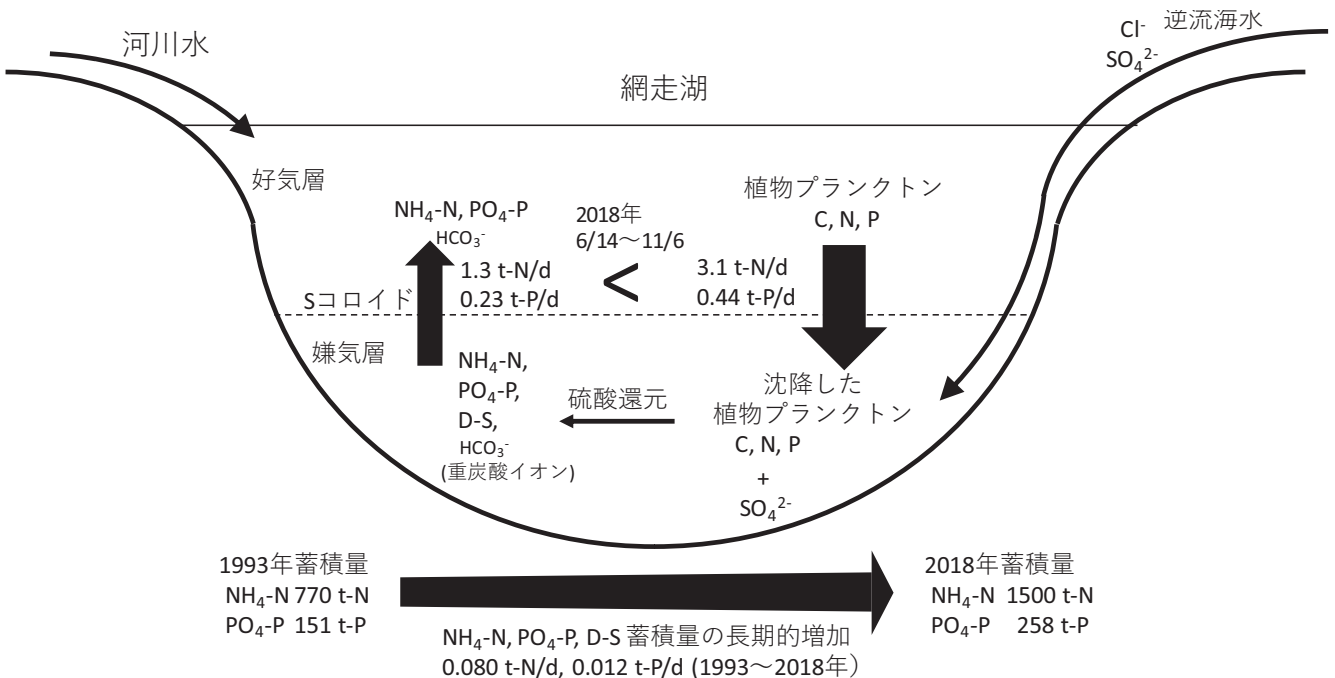 河川水
Cl⁻ 逆流海水
SO₄²⁻
網走湖
好気層
植物プランクトン
C, N, P
NH₄-N, PO₄-P
HCO₃⁻
2018年
6/14～11/6
1.3 t-N/d
0.23 t-P/d
<
3.1 t-N/d
0.44 t-P/d
Sコロイド
嫌気層
NH₄-N,
PO₄-P,
D-S,
HCO₃⁻
(重炭酸イオン)
硫酸還元
沈降した
植物プランクトン
C, N, P
+
SO₄²⁻
1993年蓄積量
NH₄-N 770 t-N
PO₄-P 151 t-P
2018年蓄積量
NH₄-N 1500 t-N
PO₄-P 258 t-P
NH₄-N, PO₄-P, D-S 蓄積量の長期的増加
0.080 t-N/d, 0.012 t-P/d (1993～2018年）